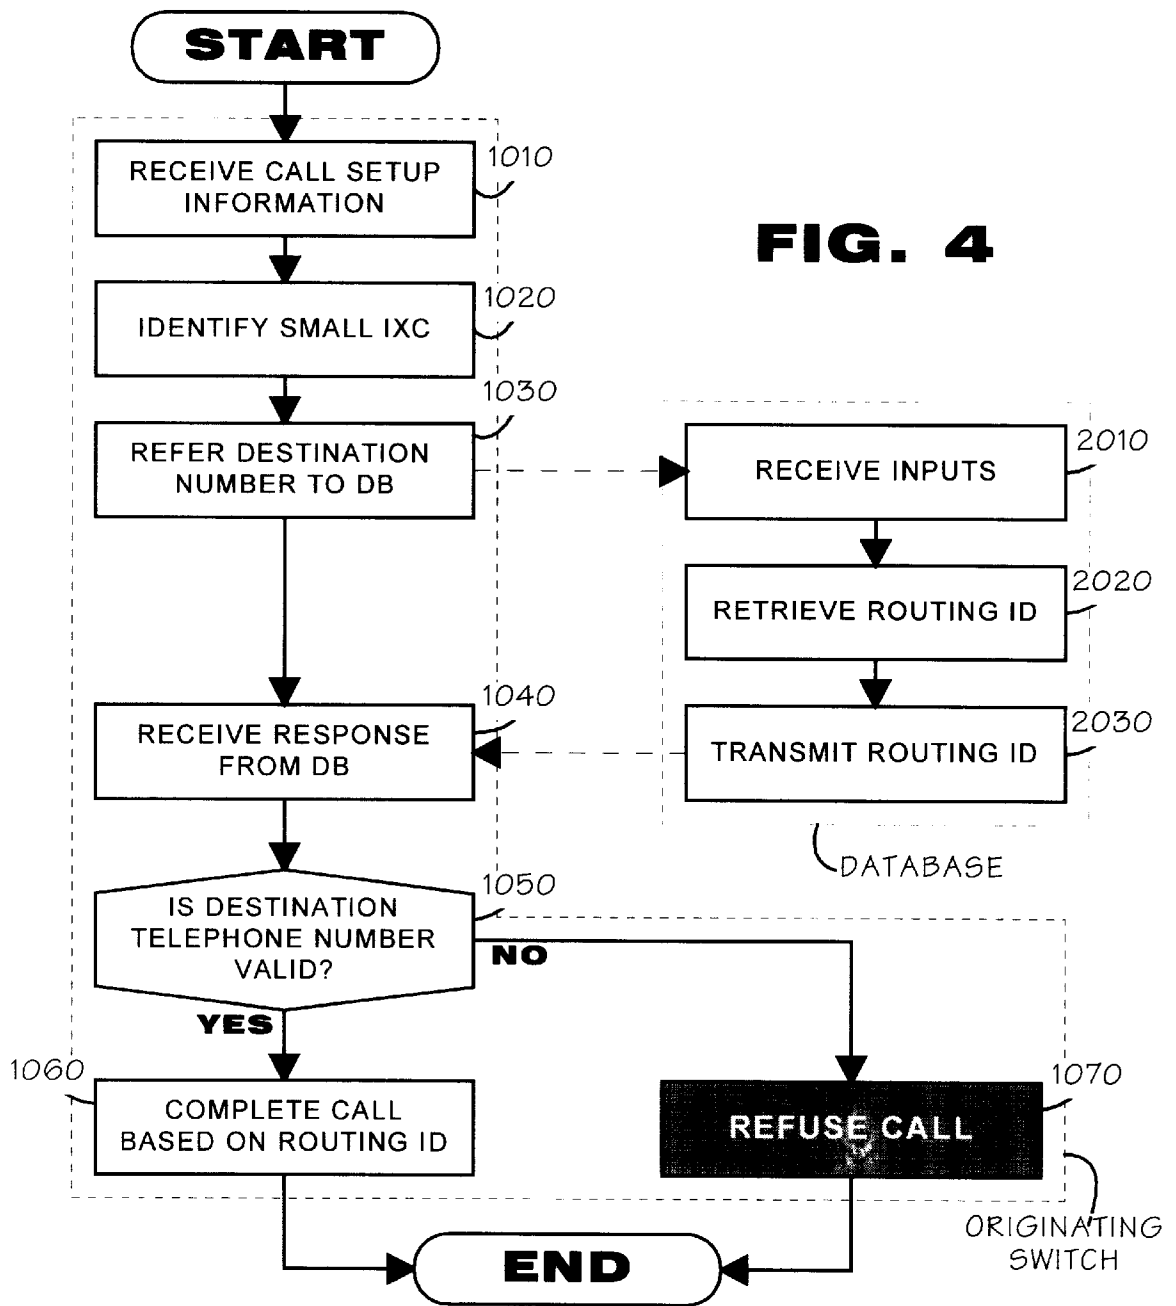 START
RECEIVE CALL SETUP
INFORMATION
1010
FIG. 4
IDENTIFY SMALL IXC
1020
1030
REFER DESTINATION
NUMBER TO DB
RECEIVE INPUTS
2010
RETRIEVE ROUTING ID
2020
TRANSMIT ROUTING ID
2030
DATABASE
1040
RECEIVE RESPONSE
FROM DB
1050
IS DESTINATION
TELEPHONE NUMBER
VALID?
NO
YES
1060
COMPLETE CALL
BASED ON ROUTING ID
1070
REFUSE CALL
ORIGINATING
SWITCH
END